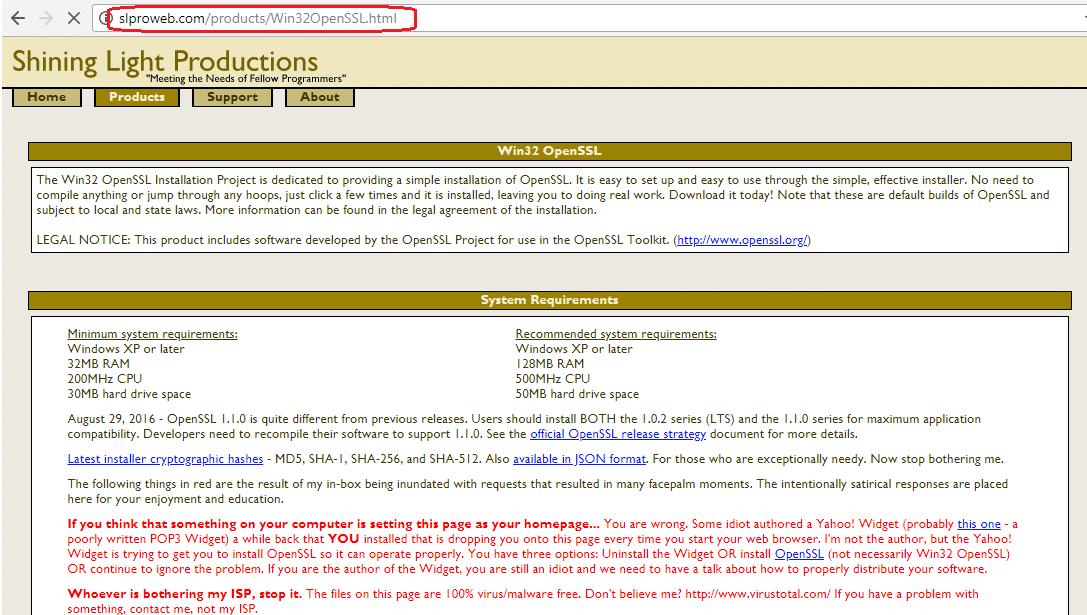 slproweb.com/products/Win32OpenSSL.html
Shining Light Productions
"Meeting the Needs of Fellow Programmers"
Home Products Support About
Win32 OpenSSL
The Win32 OpenSSL Installation Project is dedicated to providing a simple installation of OpenSSL. It is easy to set up and easy to use through the simple, effective installer. No need to
compile anything or jump through any hoops, just click a few times and it is installed, leaving you to doing real work. Download it today! Note that these are default builds of OpenSSL and
subject to local and state laws. More information can be found in the legal agreement of the installation.
LEGAL NOTICE: This product includes software developed by the OpenSSL Project for use in the OpenSSL Toolkit. (http://www.openssl.org/)
System Requirements
Minimum system requirements:
Windows XP or later
32MB RAM
200MHz CPU
30MB hard drive space
Recommended system requirements:
Windows XP or later
128MB RAM
500MHz CPU
50MB hard drive space
August 29, 2016 - OpenSSL 1.1.0 is quite different from previous releases. Users should install BOTH the 1.0.2 series (LTS) and the 1.1.0 series for maximum application
compatibility. Developers need to recompile their software to support 1.1.0. See the official OpenSSL release strategy document for more details.
Latest installer cryptographic hashes - MD5, SHA-1, SHA-256, and SHA-512. Also available in JSON format. For those who are exceptionally needy. Now stop bothering me.
The following things in red are the result of my in-box being inundated with requests that resulted in many facepalm moments. The intentionally satirical responses are placed
here for your enjoyment and education.
If you think that something on your computer is setting this page as your homepage... You are wrong. Some idiot authored a Yahoo! Widget (probably this one - a
poorly written POP3 Widget) a while back that YOU installed that is dropping you onto this page every time you start your web browser. I'm not the author, but the Yahoo!
Widget is trying to get you to install OpenSSL so it can operate properly. You have three options: Uninstall the Widget OR install OpenSSL (not necessarily Win32 OpenSSL)
OR continue to ignore the problem. If you are the author of the Widget, you are still an idiot and we need to have a talk about how to properly distribute your software.
Whoever is bothering my ISP, stop it. The files on this page are 100% virus/malware free. Don't believe me? http://www.virustotal.com/ If you have a problem with
something, contact me, not my ISP.